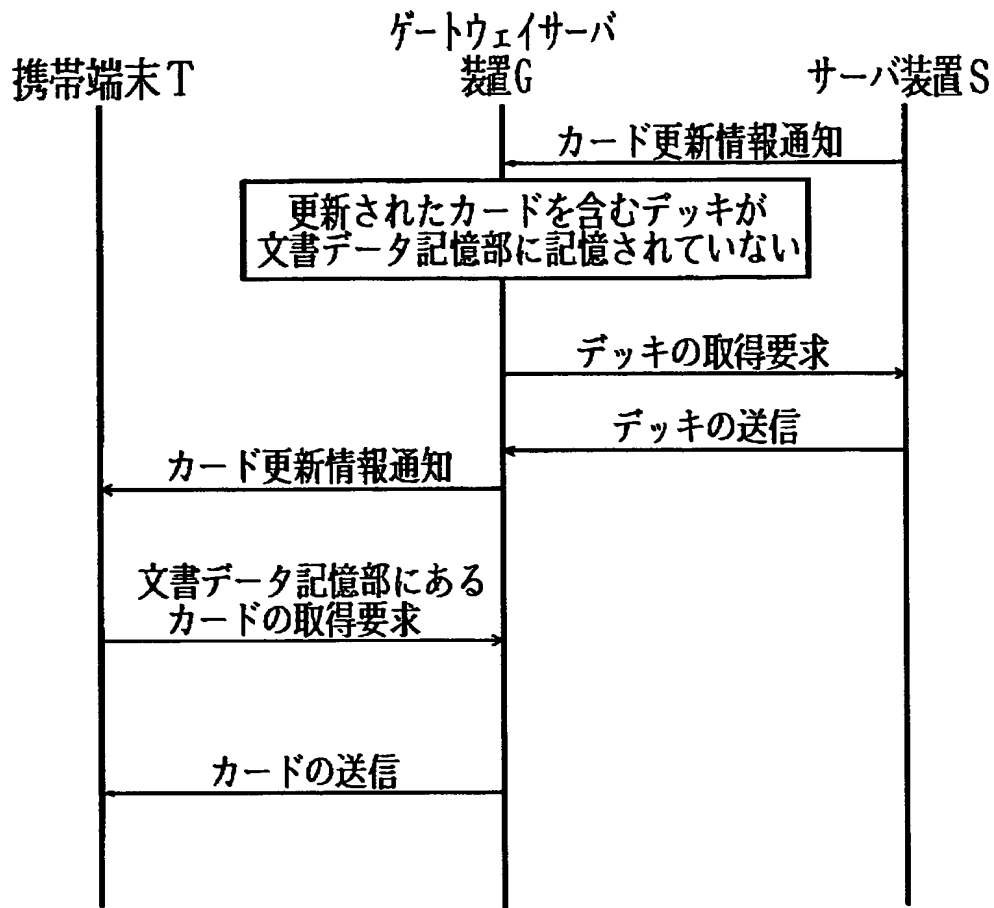 携帯端末T
ゲートウェイサーバ
装置G
サーバ装置S
カード更新情報通知
更新されたカードを含むデッキが
文書データ記憶部に記憶されていない
デッキの取得要求
デッキの送信
カード更新情報通知
文書データ記憶部にある
カードの取得要求
カードの送信